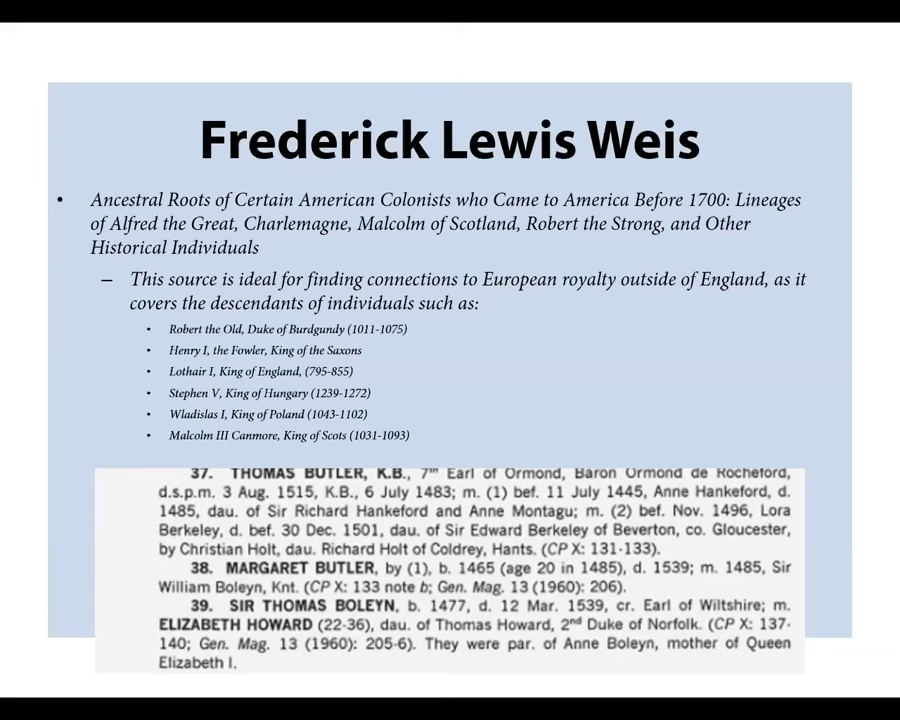 Frederick Lewis Weis
• Ancestral Roots of Certain American Colonists who Came to America Before 1700: Lineages
of Alfred the Great, Charlemagne, Malcolm of Scotland, Robert the Strong, and Other
Historical Individuals
– This source is ideal for finding connections to European royalty outside of England, as it
covers the descendants of individuals such as:
• Robert the Old, Duke of Burdgundy (1011-1075)
• Henry I, the Fowler, King of the Saxons
• Lothair I, King of England, (795-855)
• Stephen V, King of Hungary (1239-1272)
• Wladislas I, King of Poland (1043-1102)
• Malcolm III Canmore, King of Scots (1031-1093)
37. THOMAS BUTLER, K.B., 7th Earl of Ormond, Baron Ormond de Rocheford,
d.s.p.m. 3 Aug. 1515, K.B., 6 July 1483; m. (1) bef. 11 July 1445, Anne Hankeford, d.
1485, dau. of Sir Richard Hankeford and Anne Montagu; m. (2) bef. Nov. 1496, Lora
Berkeley, d. bef. 30 Dec. 1501, dau. of Sir Edward Berkeley of Beverton, co. Gloucester,
by Christian Holt, dau. Richard Holt of Coldrey, Hants. (CP X: 131-133).
38. MARGARET BUTLER, by (1), b. 1465 (age 20 in 1485), d. 1539; m. 1485, Sir
William Boleyn, Knt. (CP X: 133 note b; Gen. Mag. 13 (1960): 206).
39. SIR THOMAS BOLEYN, b. 1477, d. 12 Mar. 1539, cr. Earl of Wiltshire; m.
ELIZABETH HOWARD (22-36), dau. of Thomas Howard, 2nd Duke of Norfolk. (CP X: 137-
140; Gen. Mag. 13 (1960): 205-6). They were par. of Anne Boleyn, mother of Queen
Elizabeth I.